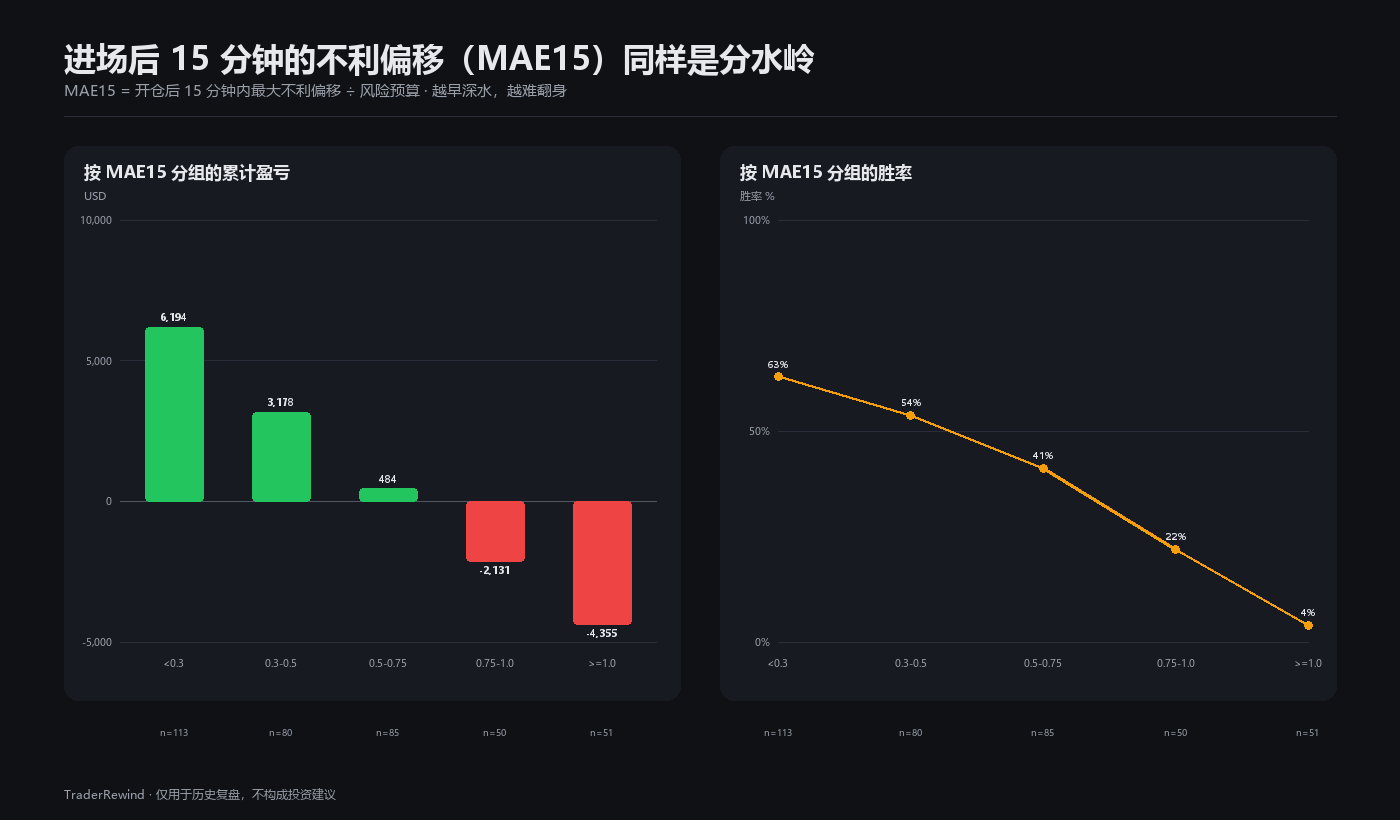 进场后 15 分钟的不利偏移（MAE15）同样是分水岭
MAE15 = 开仓后 15 分钟内最大不利偏移 ÷ 风险预算 · 越早深水，越难翻身
按 MAE15 分组的累计盈亏
USD
10,000
5,000
0
-5,000
6,194
3,178
484
-2,131
-4,355
<0.3 0.3-0.5 0.5-0.75 0.75-1.0 >=1.0
n=113 n=80 n=85 n=50 n=51
按 MAE15 分组的胜率
胜率 %
100%
50%
0%
63%
54%
41%
22%
4%
<0.3 0.3-0.5 0.5-0.75 0.75-1.0 >=1.0
n=113 n=80 n=85 n=50 n=51
TraderRewind · 仅用于历史复盘，不构成投资建议